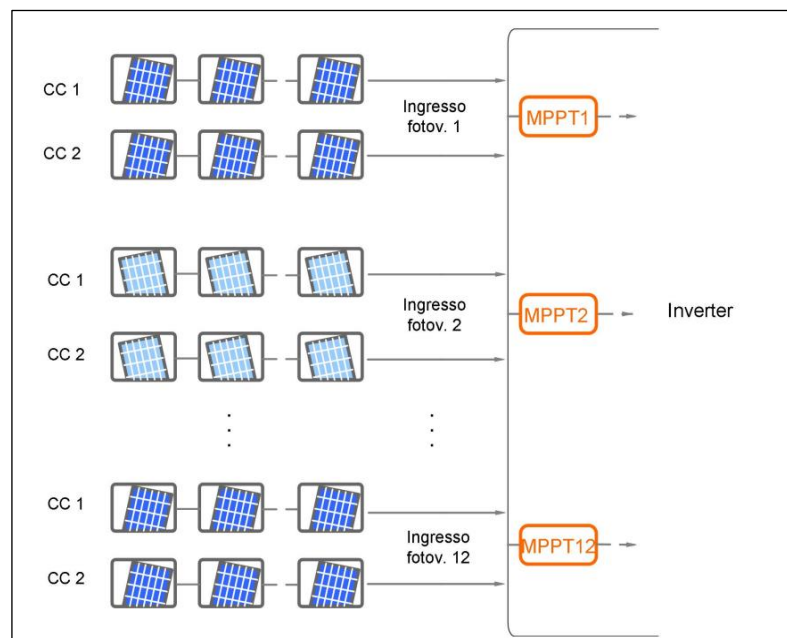 CC 1
Ingresso
fotov. 1
MPPT1
CC 2
CC 1
Ingresso
fotov. 2
MPPT2
Inverter
CC 2
CC 1
Ingresso
fotov. 12
MPPT12
CC 2